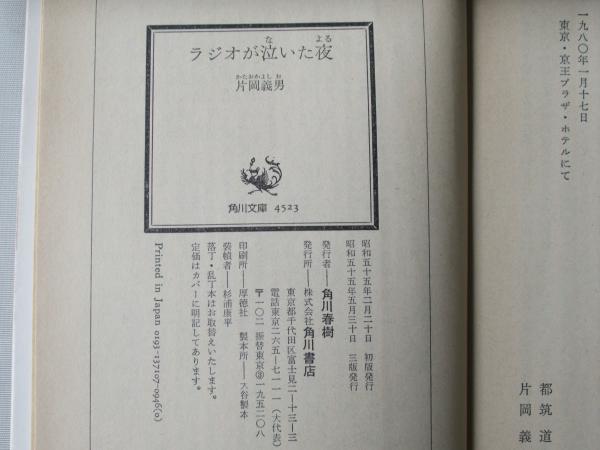 一九八〇年一月十七日
東京・京王プラザ・ホテルにて
都筑道
片岡義
な よる
ラジオが泣いた夜
かたおかよしお
片岡義男
角川文庫 4523
昭和五十五年二月二十日 初版発行
昭和五十五年五月三十日 三版発行
発行者――角川春樹
発行所――株式会社角川書店
東京都千代田区富士見二―十三―三
電話東京二六五―七一一一(大代表)
〒一〇二 振替東京③一九五二〇八
印刷所――厚徳社 製本所――大谷製本
装幀者――杉浦康平
落丁・乱丁本はお取替えいたします。
定価はカバーに明記してあります。
Printed in Japan 0193-137107-0946(0)